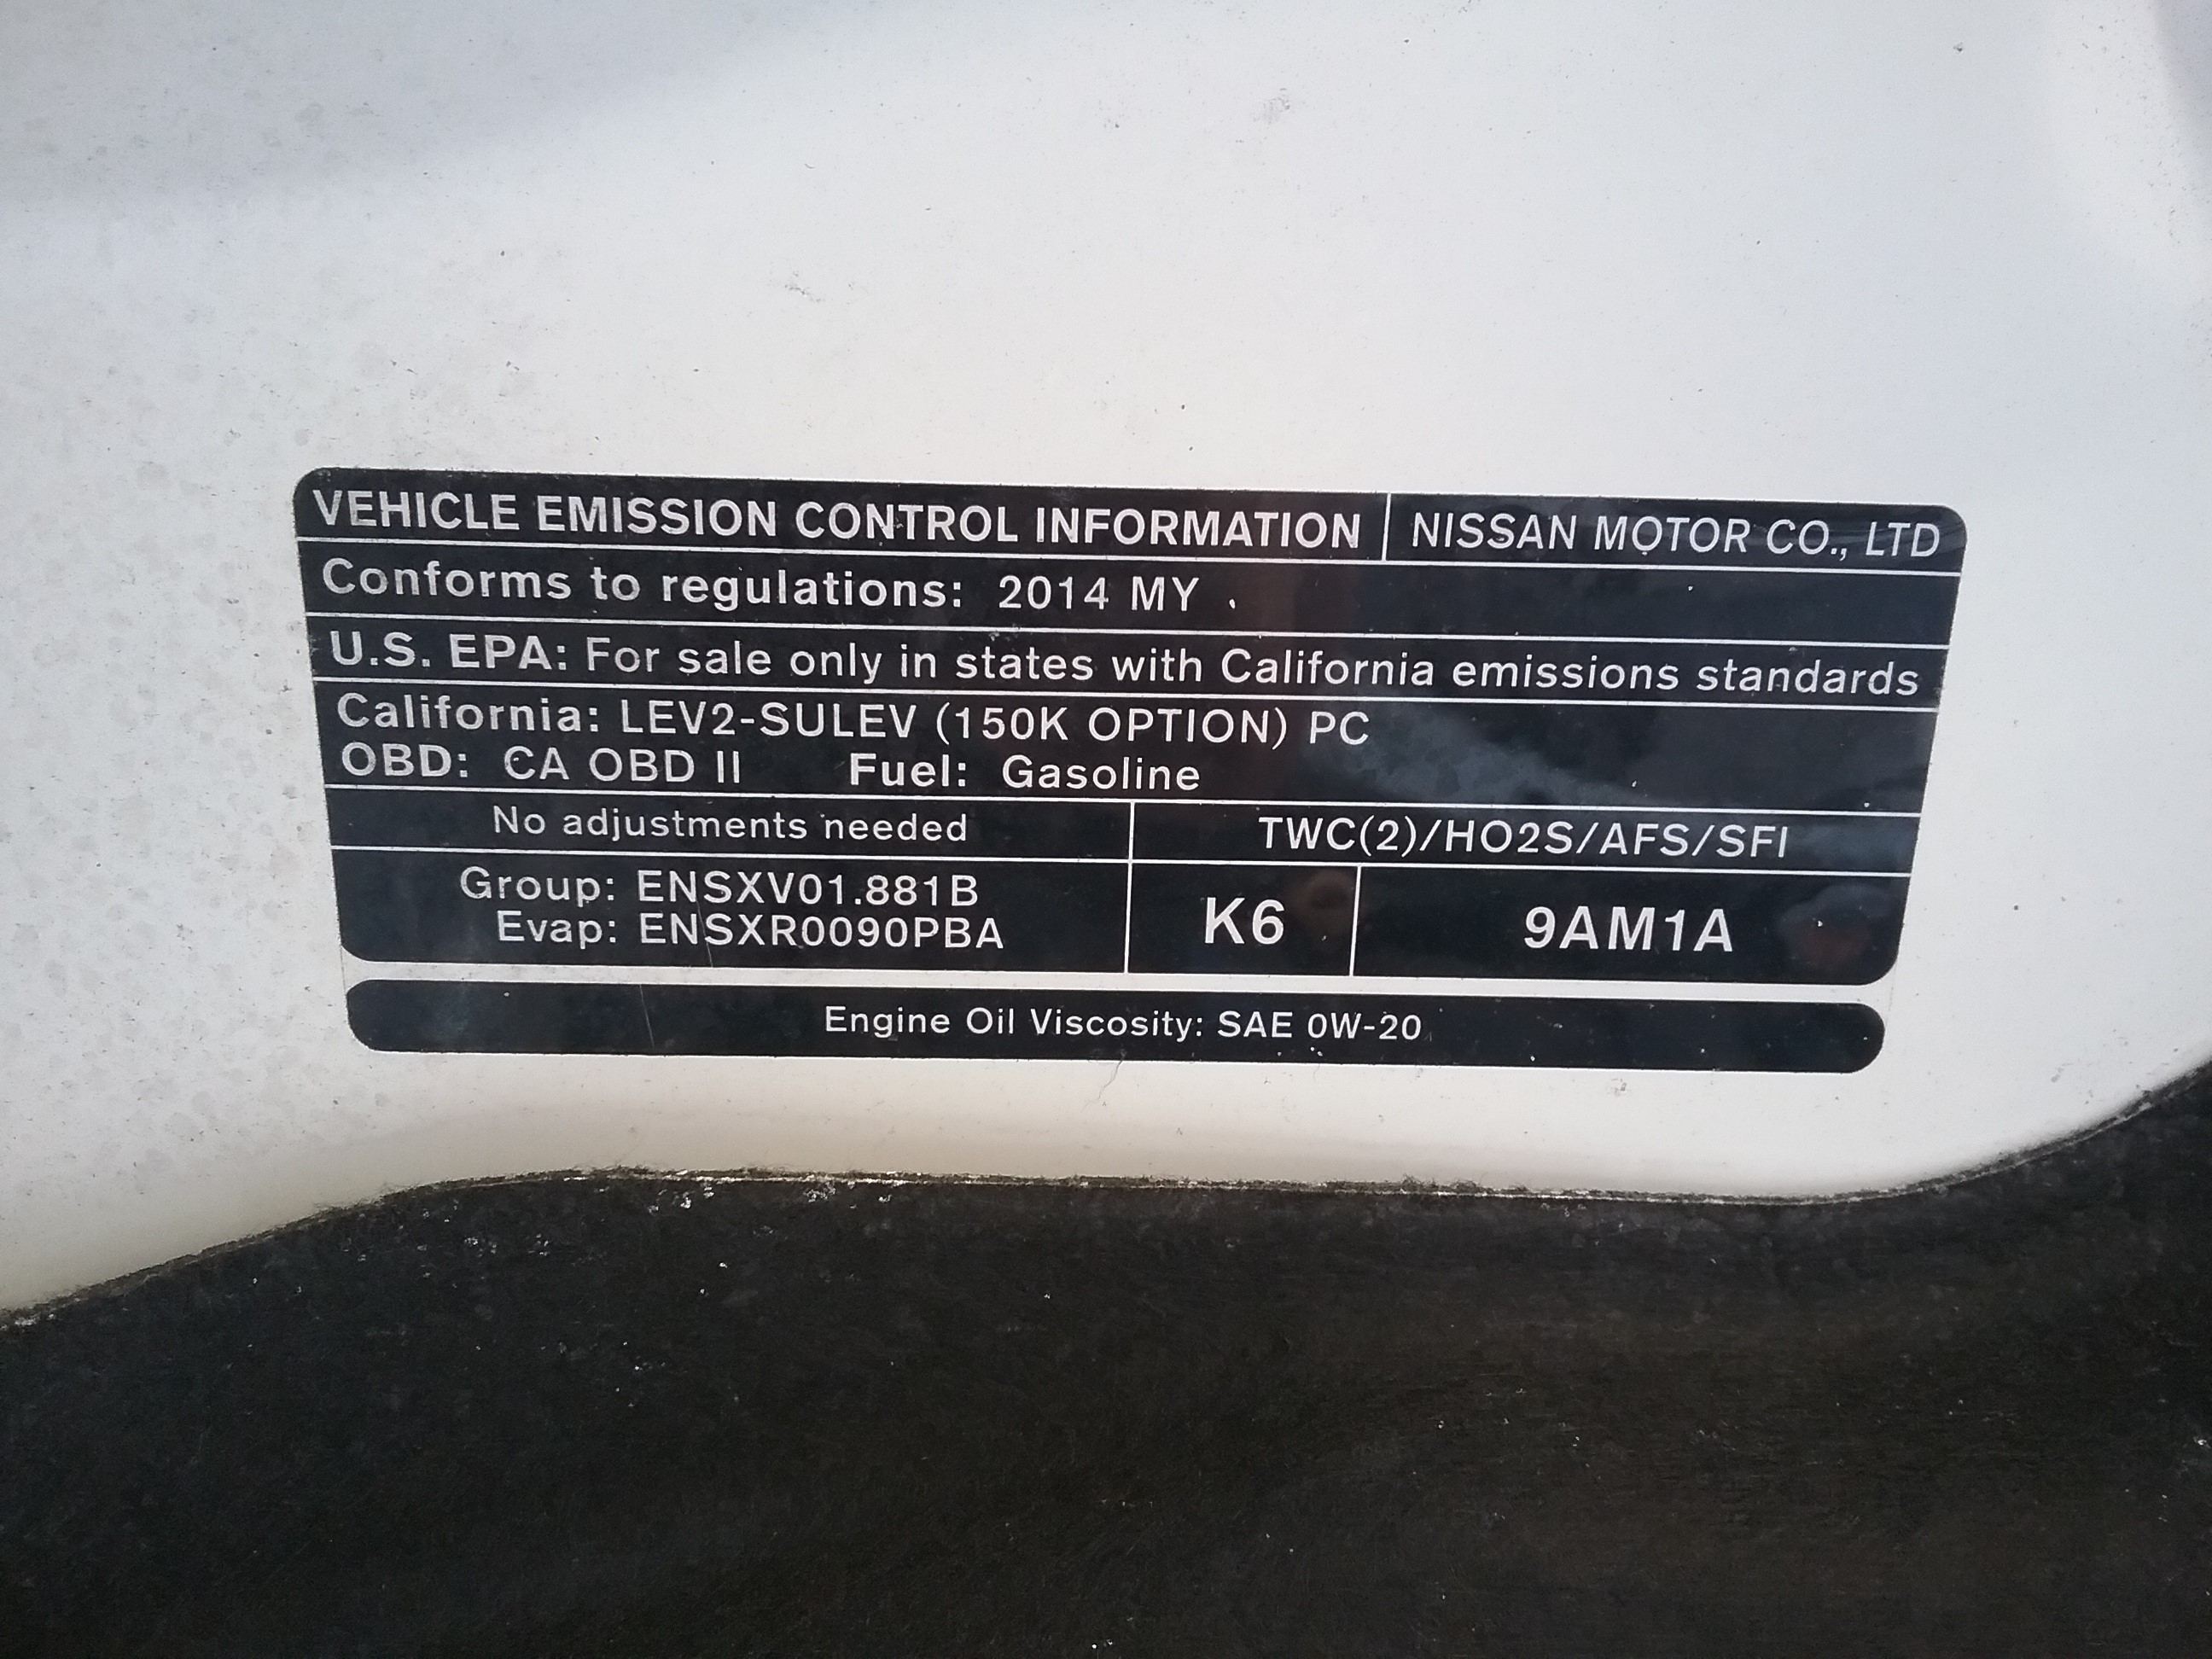 VEHICLE EMISSION CONTROL INFORMATION NISSAN MOTOR CO., LTD
Conforms to regulations: 2014 MY
U.S. EPA: For sale only in states with California emissions standards
California: LEV2-SULEV (150K OPTION) PC
OBD: CA OBD II Fuel: Gasoline
No adjustments needed TWC(2)/HO2S/AFS/SFI
Group: ENSXV01.881B
Evap: ENSXR0090PBA
K6 9AM1A
Engine Oil Viscosity: SAE 0W-20